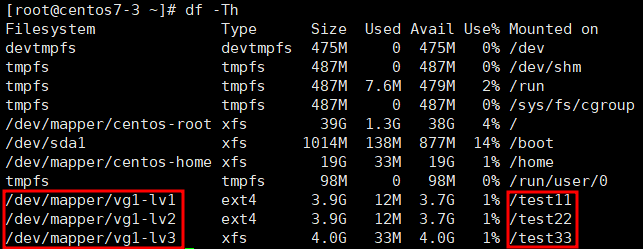 [root@centos7-3 ~]# df -Th
Filesystem Type Size Used Avail Use% Mounted on
devtmpfs devtmpfs 475M 0 475M 0% /dev
tmpfs tmpfs 487M 0 487M 0% /dev/shm
tmpfs tmpfs 487M 7.6M 479M 2% /run
tmpfs tmpfs 487M 0 487M 0% /sys/fs/cgroup
/dev/mapper/centos-root xfs 39G 1.3G 38G 4% /
/dev/sda1 xfs 1014M 138M 877M 14% /boot
/dev/mapper/centos-home xfs 19G 33M 19G 1% /home
tmpfs tmpfs 98M 0 98M 0% /run/user/0
/dev/mapper/vg1-lv1 ext4 3.9G 12M 3.7G 1% /test11
/dev/mapper/vg1-lv2 ext4 3.9G 12M 3.7G 1% /test22
/dev/mapper/vg1-lv3 xfs 4.0G 33M 4.0G 1% /test33